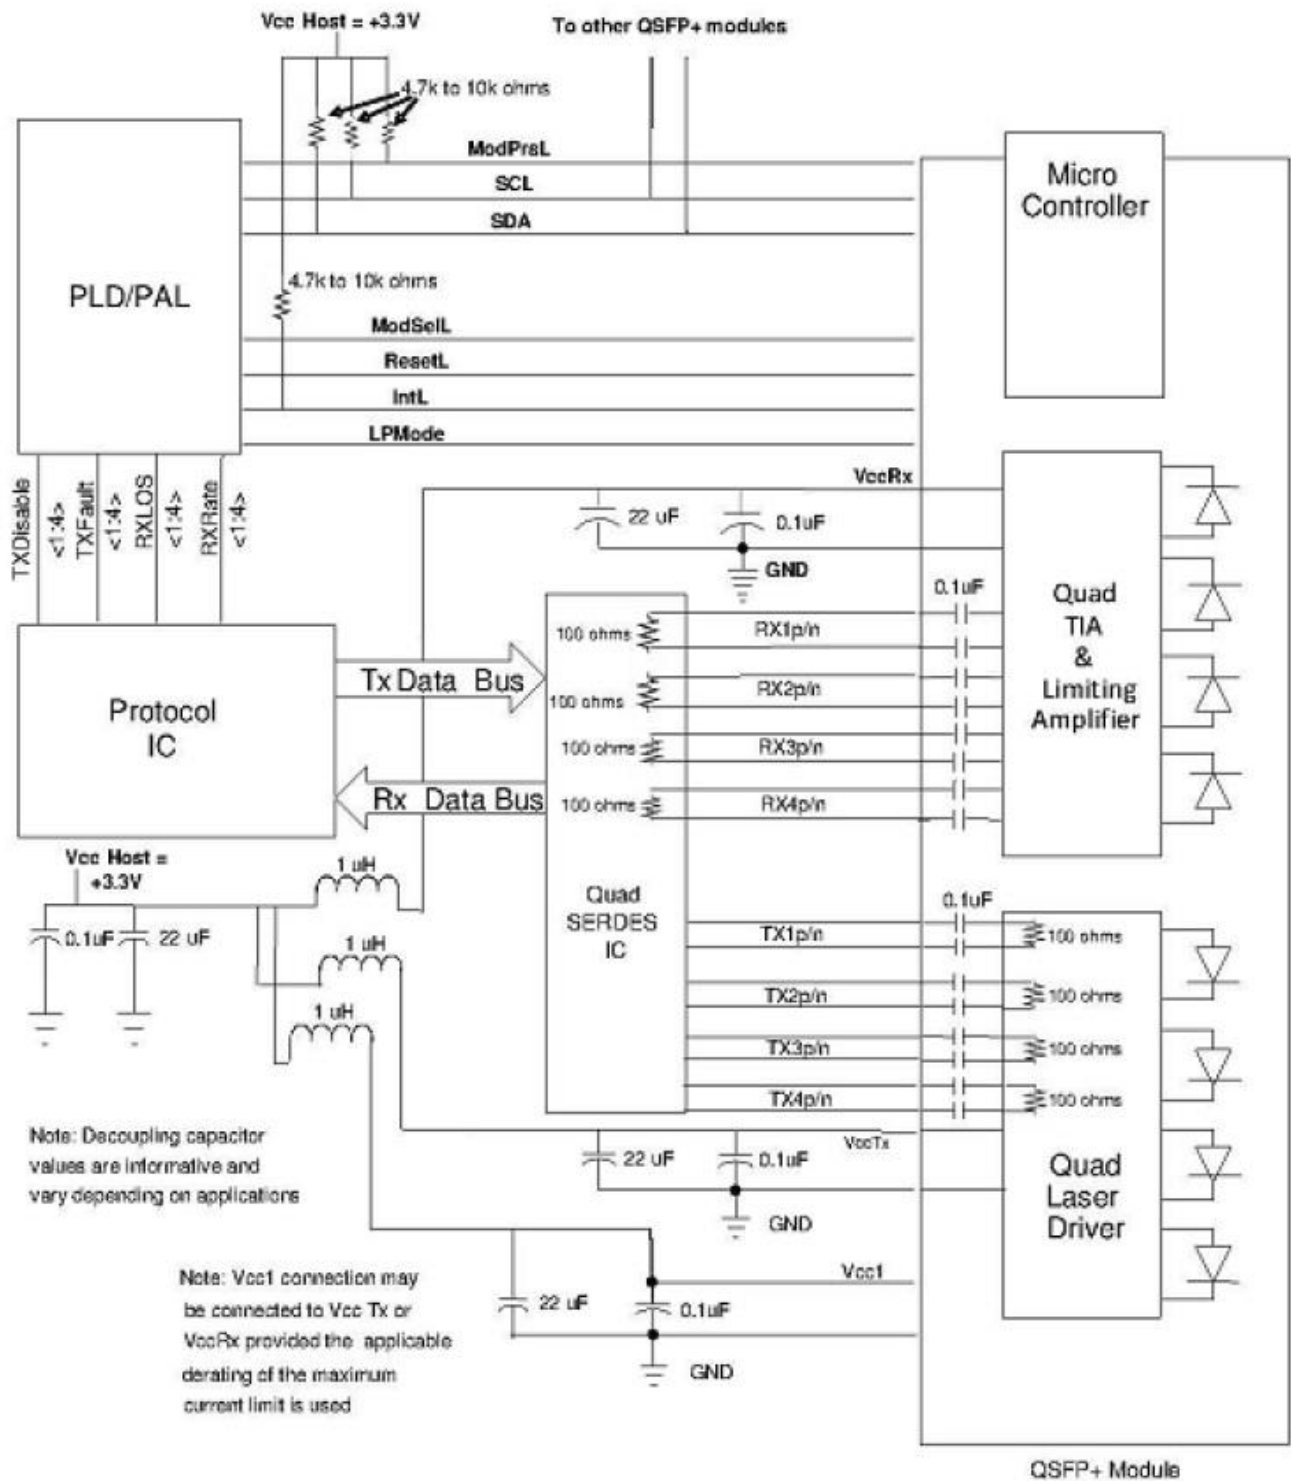 Vcc Host = +3.3V
To other QSFP+ modules
4.7k to 10k ohms
ModPrsL
SCL
SDA
Micro
Controller
PLD/PAL
4.7k to 10k ohms
ModSelL
ResetL
IntL
LPMode
TXDisable
<1:4>
TXFault
<1:4>
RXLOS
<1:4>
RXRate
<1:4>
VccRx
22 uF
0.1uF
GND
0.1uF
Quad
TIA
&
Limiting
Amplifier
100 ohms
RX1p/n
100 ohms
RX2p/n
100 ohms
RX3p/n
100 ohms
RX4p/n
Tx Data Bus
Protocol
IC
Rx Data Bus
Vcc Host =
+3.3V
0.1uF
22 uF
1 uH
1 uH
1 uH
Quad
SERDES
IC
0.1uF
TX1p/n
100 ohms
TX2p/n
100 ohms
TX3p/n
100 ohms
TX4p/n
100 ohms
VccTx
22 uF
0.1uF
GND
Quad
Laser
Driver
Note: Decoupling capacitor
values are informative and
vary depending on applications
Vcc1
22 uF
0.1uF
GND
Note: Vcc1 connection may
be connected to Vcc Tx or
VccRx provided the applicable
derating of the maximum
current limit is used
QSFP+ Module